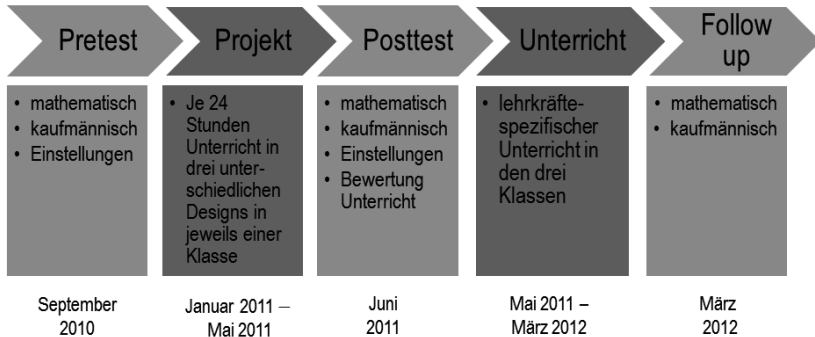 Pretest
Projekt
Posttest
Unterricht
Follow
up
• mathematisch
• kaufmännisch
• Einstellungen
• Je 24
Stunden
Unterricht in
drei unter-
schiedlichen
Designs in
jeweils einer
Klasse
• mathematisch
• kaufmännisch
• Einstellungen
• Bewertung
Unterricht
• lehrkräfte-
spezifischer
Unterricht in
den drei
Klassen
• mathematisch
• kaufmännisch
September
2010
Januar 2011 –
Mai 2011
Juni
2011
Mai 2011 –
März 2012
März
2012